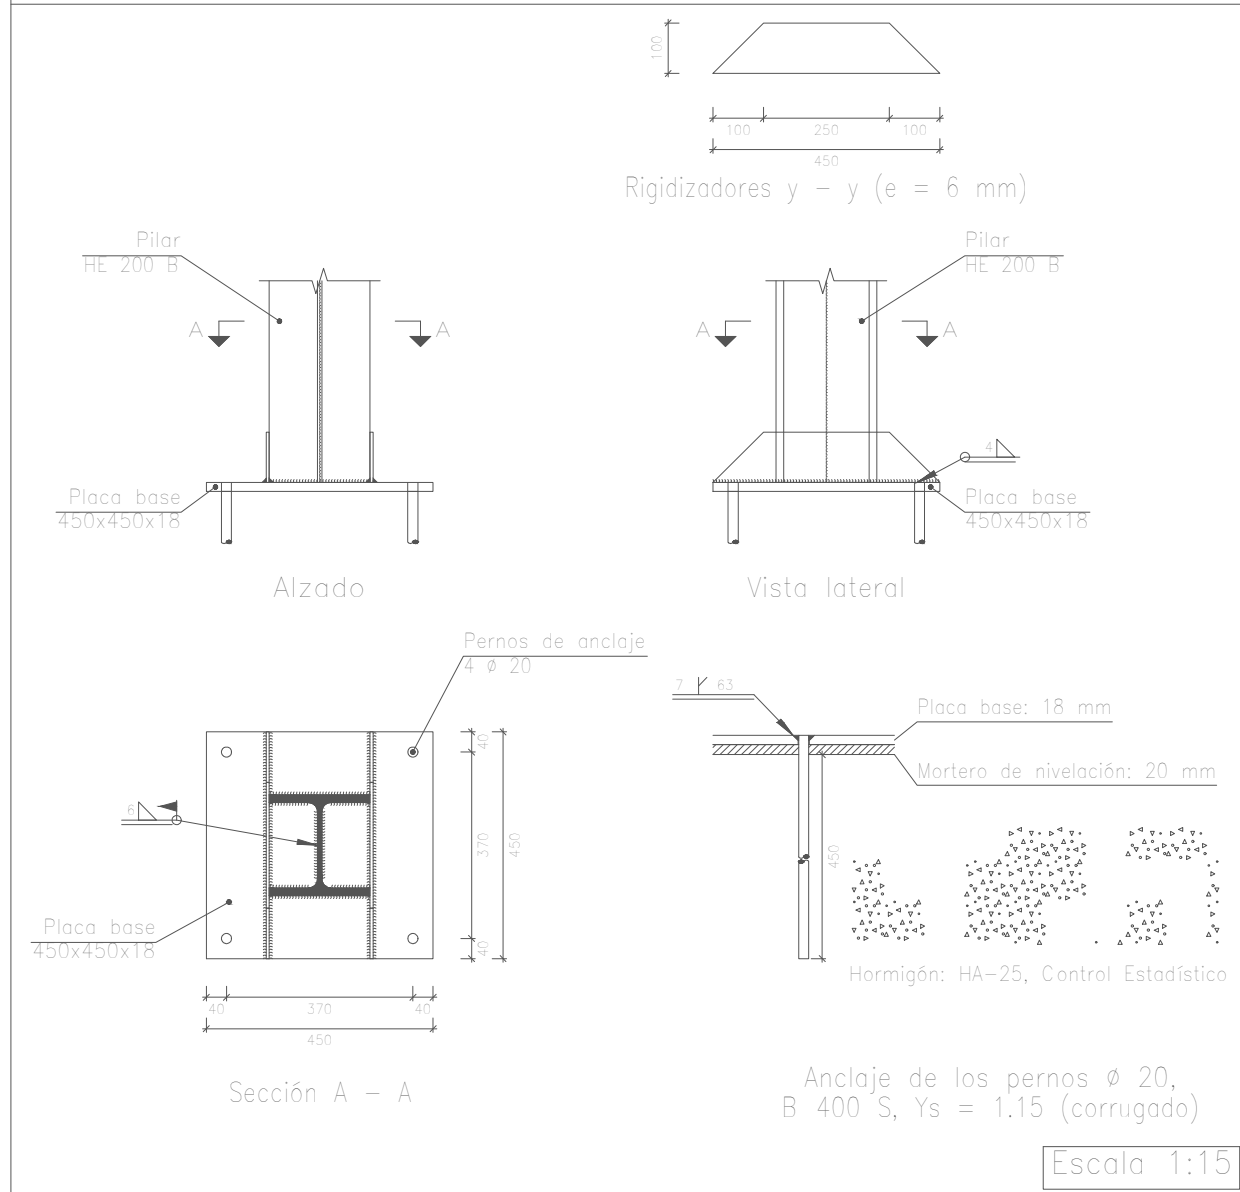 100
100
250
100
450
Rigidizadores y - y (e = 6 mm)
Pilar
HE 200 B
A
A
Placa base
450x450x18
Alzado
Pilar
HE 200 B
A
A
4
Placa base
450x450x18
Vista lateral
Pernos de anclaje
4 ø 20
6
Placa base
450x450x18
40
370
40
450
40
370
40
450
Sección A - A
7
63
Placa base: 18 mm
Mortero de nivelación: 20 mm
450
Hormigón: HA-25, Control Estadístico
Anclaje de los pernos ø 20,
B 400 S, Ys = 1.15 (corrugado)
Escala 1:15